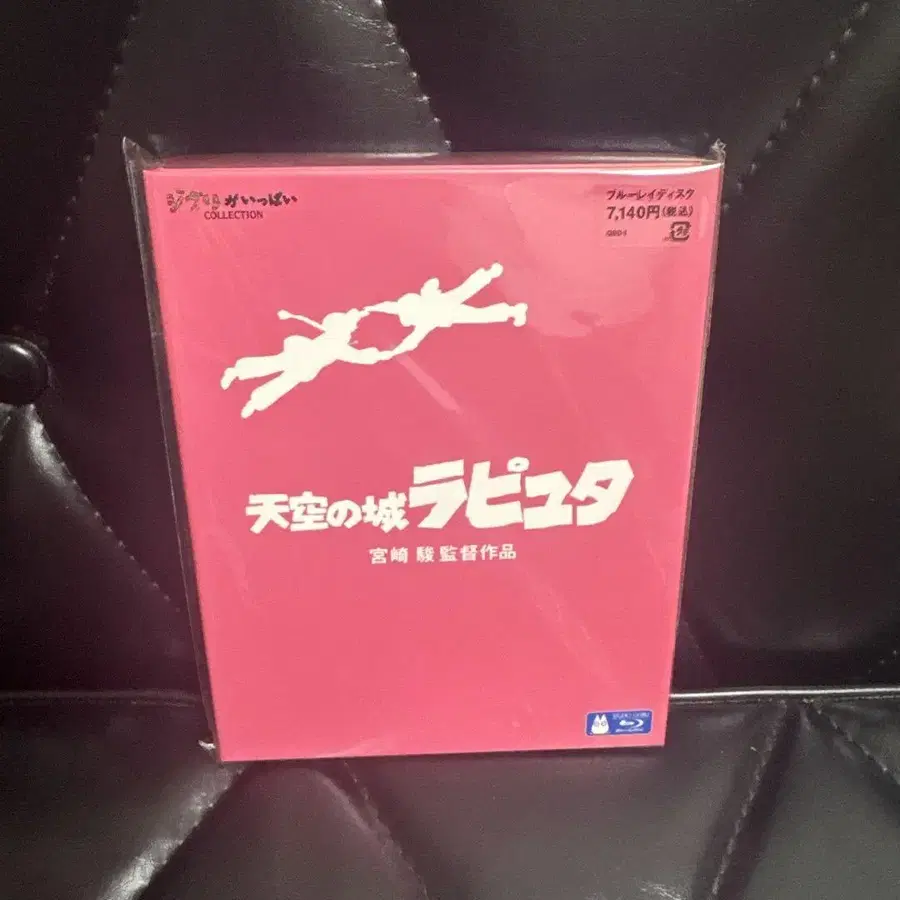 ジブリがいっぱい
COLLECTION
ブルーレイディスク
7,140円(税込)
天空の城ラピュタ
宮﨑 駿 監督作品